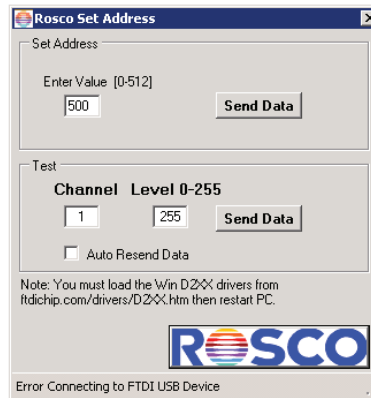 Rosco Set Address
Set Address
Enter Value [0-512]
500
Send Data
Test
Channel Level 0-255
1
255
Send Data
Auto Resend Data
Note: You must load the Win D2XX drivers from
ftdichip.com/drivers/D2XX.htm then restart PC.
ROSCO
Error Connecting to FTDI USB Device